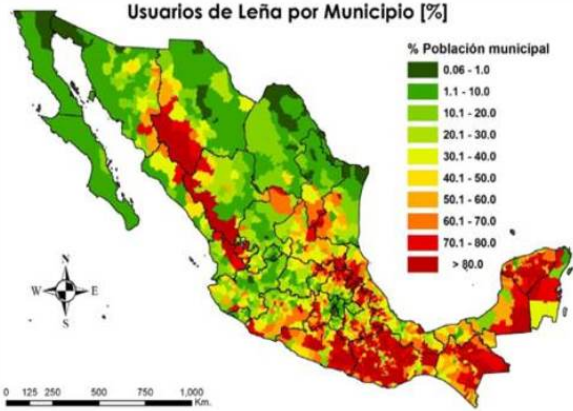 Usuarios de Leña por Municipio [%]
% Población municipal
0.06 - 1.0
1.1 - 10.0
10.1 - 20.0
20.1 - 30.0
30.1 - 40.0
40.1 - 50.0
50.1 - 60.0
60.1 - 70.0
70.1 - 80.0
> 80.0
N
W E
S
0 125 250 500 750 1,000
Km.